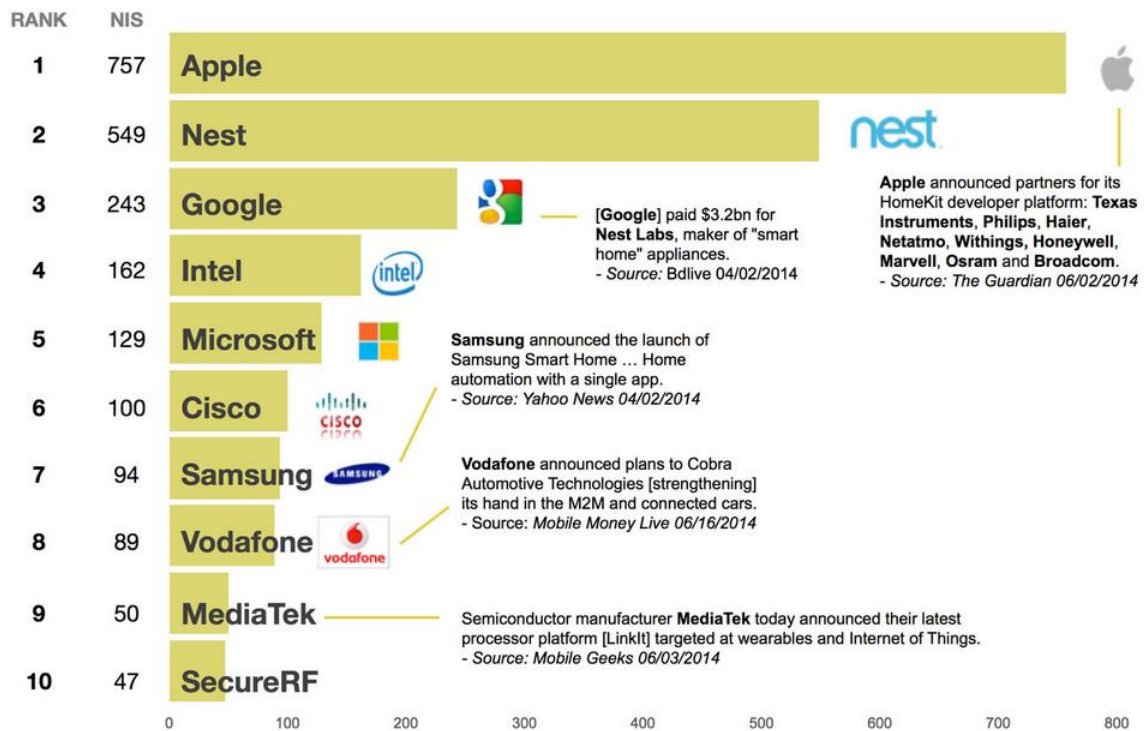 RANK NIS
1 757 Apple
2 549 Nest
nest
3 243 Google
g
4 162 Intel
intel
5 129 Microsoft
6 100 Cisco
CISCO
7 94 Samsung
SAMSUNG
8 89 Vodafone
vodafone
9 50 MediaTek
10 47 SecureRF
Apple announced partners for its
HomeKit developer platform: Texas
Instruments, Philips, Haier,
Netatmo, Withings, Honeywell,
Marvell, Osram and Broadcom.
- Source: The Guardian 06/02/2014
[Google] paid $3.2bn for
Nest Labs, maker of "smart
home" appliances.
- Source: Bdlive 04/02/2014
Samsung announced the launch of
Samsung Smart Home ... Home
automation with a single app.
- Source: Yahoo News 04/02/2014
Vodafone announced plans to Cobra
Automotive Technologies [strengthening]
its hand in the M2M and connected cars.
- Source: Mobile Money Live 06/16/2014
Semiconductor manufacturer MediaTek today announced their latest
processor platform [LinkIt] targeted at wearables and Internet of Things.
- Source: Mobile Geeks 06/03/2014
0 100 200 300 400 500 600 700 800